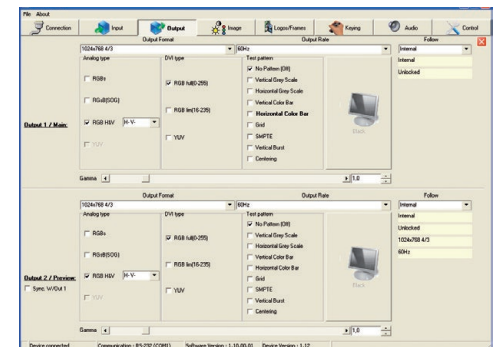 File About
Connection Input Output Image Logos/Frames Keying Audio Control
Output Format Output Rate Follow
1024x768 4/3 60Hz Internal
Analog type DVI type Test pattern Internal
RGBs RGB full(0-255) No Pattern (Off) Unlocked
Vertical Grey Scale
RGsB(SOG) Horizontal Grey Scale
RGB lim(16-235) Vertical Color Bar
Horizontal Color Bar
Output 1 / Main: RGB H&V H-V- Grid
YUV YUV SMPTE Black
Vertical Burst
Centering
Gamma 1,0
Output Format Output Rate Follow
1024x768 4/3 60Hz Internal
Analog type DVI type Test pattern Internal
RGBs RGB full(0-255) No Pattern (Off) Unlocked
Vertical Grey Scale 1024x768 4/3
RGsB(SOG) Horizontal Grey Scale 60Hz
RGB lim(16-235) Vertical Color Bar
Horizontal Color Bar
Output 2 / Preview: RGB H&V H-V- Grid
Sync. W/Out 1 YUV YUV SMPTE Black
Vertical Burst
Centering
Gamma 1,0
Device connected Communication : RS-232 (COM1) Software Version : 1.10.00.01 Device Version : 1.12